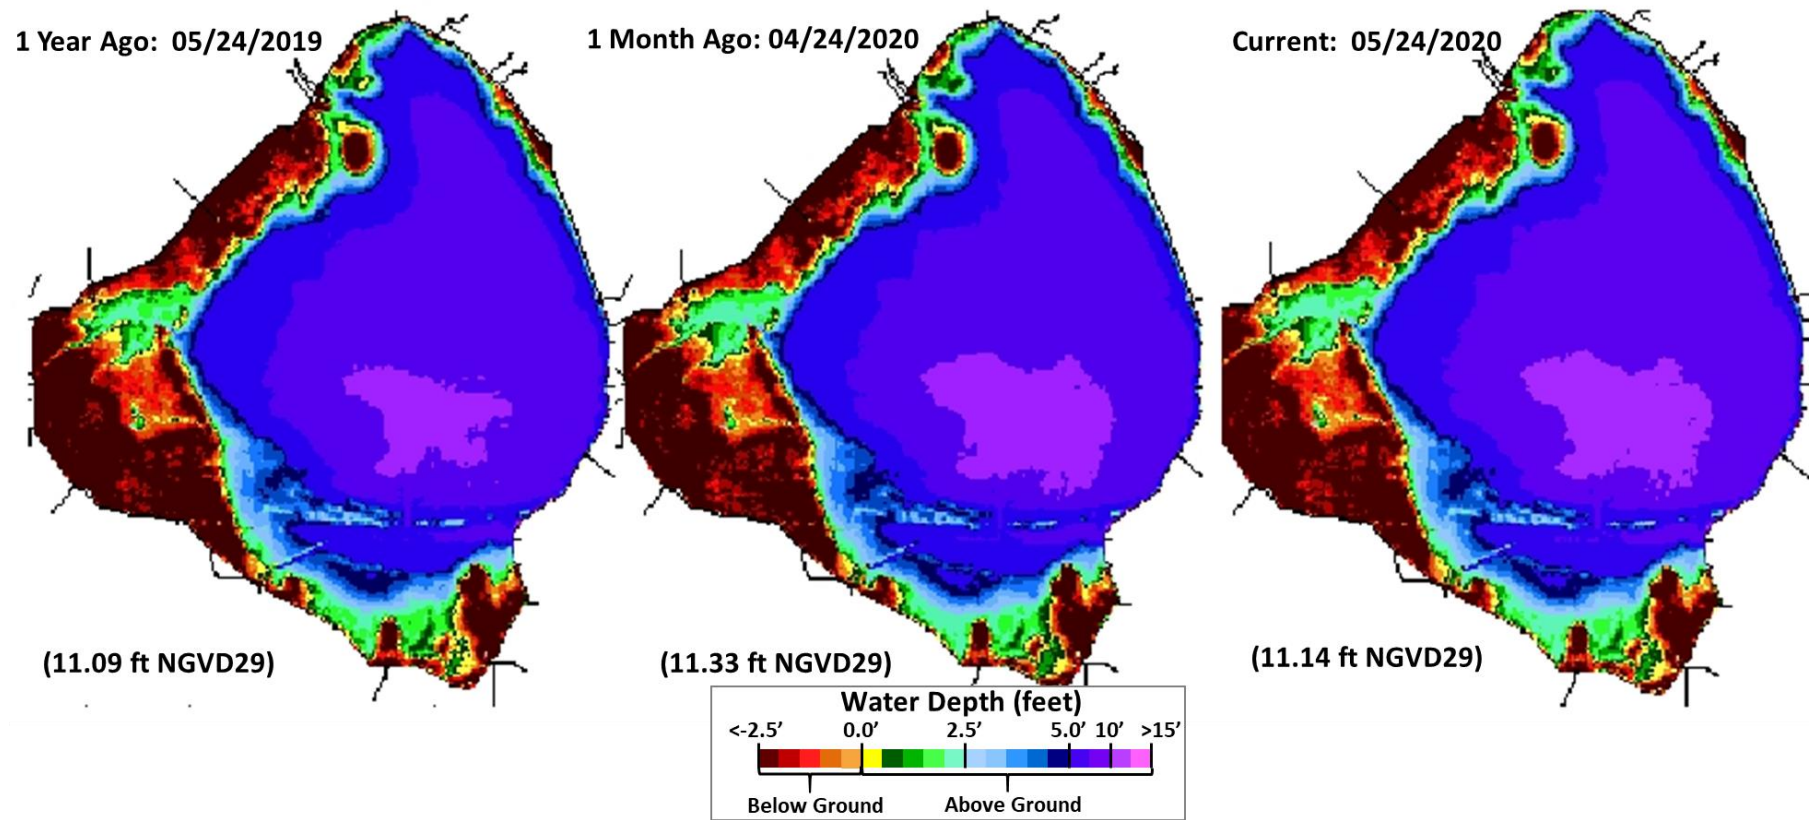 1 Year Ago: 05/24/2019
1 Month Ago: 04/24/2020
Current: 05/24/2020
(11.09 ft NGVD29)
(11.33 ft NGVD29)
(11.14 ft NGVD29)
Water Depth (feet)
<-2.5’ 0.0’ 2.5’ 5.0’ 10’ >15’
Below Ground Above Ground